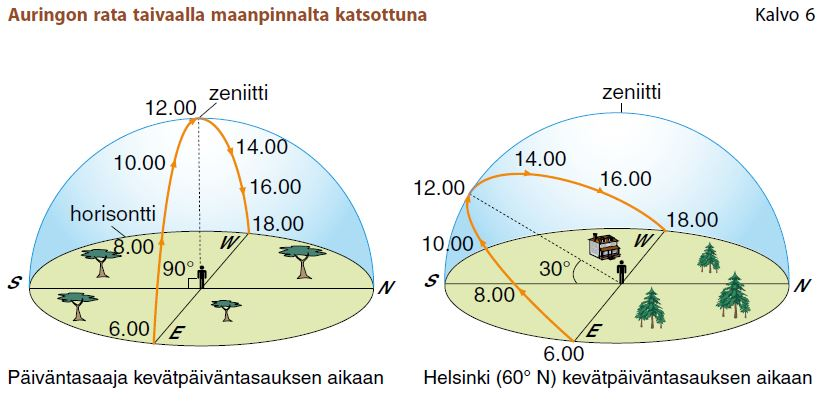 Auringon rata taivaalla maanpinnalta katsottuna
Kalvo 6
zeniitti
12.00
10.00
14.00
16.00
horisontti
18.00
8.00
W
90°
S
N
6.00
E
Päiväntasaaja kevätpäiväntasauksen aikaan
zeniitti
14.00
12.00
16.00
18.00
10.00
W
30°
S
N
8.00
E
6.00
Helsinki (60° N) kevätpäiväntasauksen aikaan